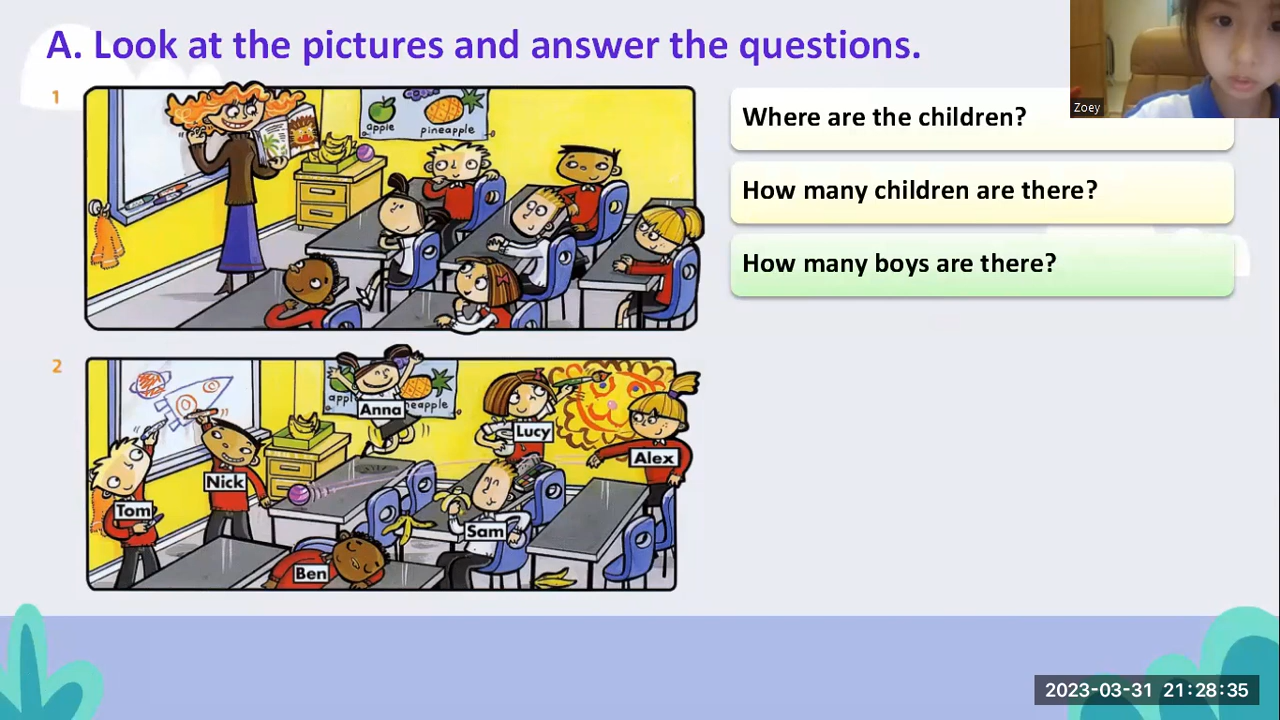 A. Look at the pictures and answer the questions.
Zoey
1
apple
pineapple
Where are the children?
How many children are there?
How many boys are there?
2
appl
neapple
Anna
Lucy
Alex
Nick
Tom
Sam
Ben
2023-03-31 21:28:35